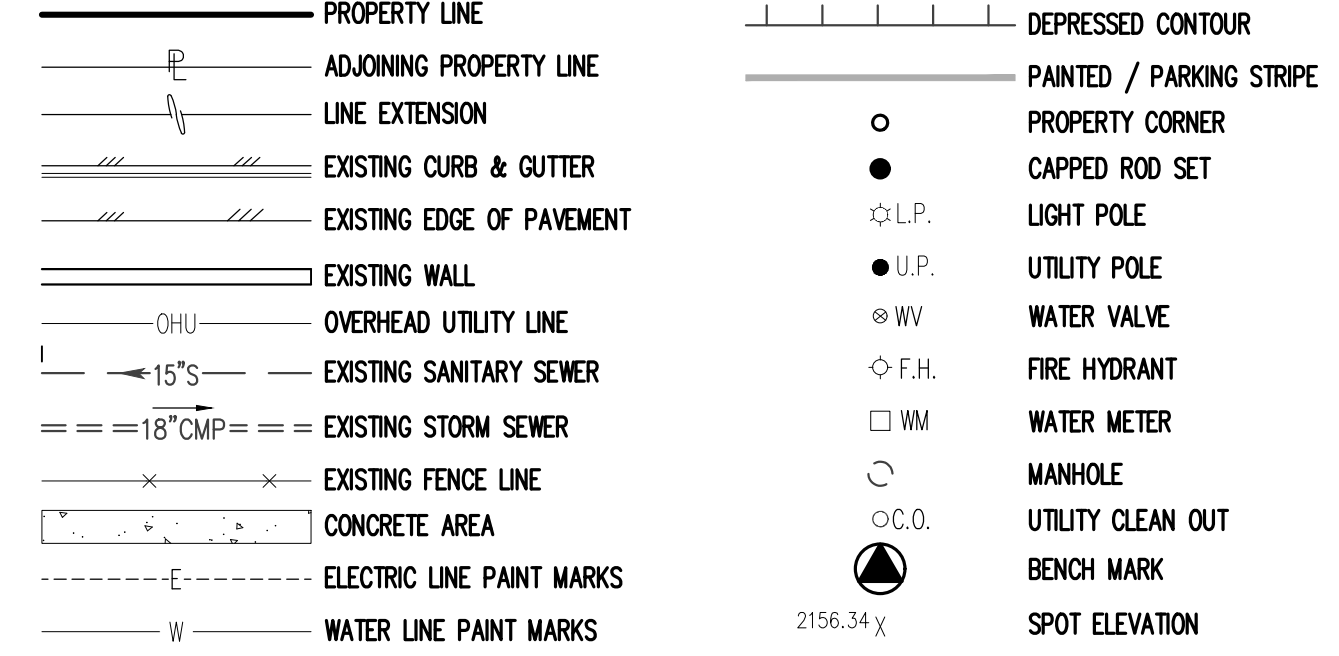 PROPERTY LINE
PL ADJOINING PROPERTY LINE
LINE EXTENSION
EXISTING CURB & GUTTER
EXISTING EDGE OF PAVEMENT
EXISTING WALL
OHU OVERHEAD UTILITY LINE
15"S EXISTING SANITARY SEWER
18"CMP EXISTING STORM SEWER
EXISTING FENCE LINE
CONCRETE AREA
E ELECTRIC LINE PAINT MARKS
W WATER LINE PAINT MARKS
DEPRESSED CONTOUR
PAINTED / PARKING STRIPE
PROPERTY CORNER
CAPPED ROD SET
L.P. LIGHT POLE
U.P. UTILITY POLE
WV WATER VALVE
F.H. FIRE HYDRANT
WM WATER METER
MANHOLE
C.O. UTILITY CLEAN OUT
BENCH MARK
2156.34 X SPOT ELEVATION